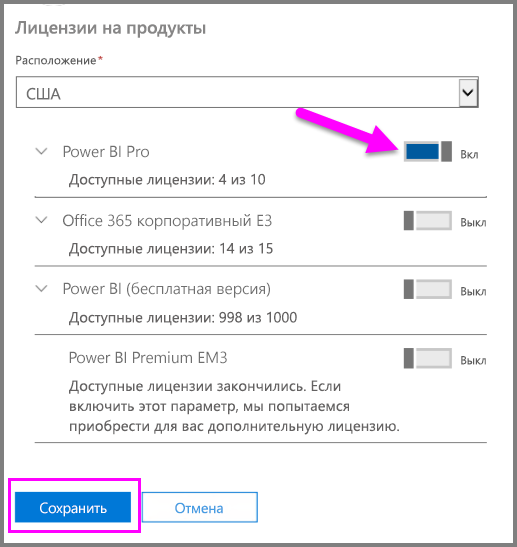 Лицензии на продукты
Расположение*
США
Power BI Pro
Вкл
Доступные лицензии: 4 из 10
Office 365 корпоративный E3
Выкл
Доступные лицензии: 14 из 15
Power BI (бесплатная версия)
Выкл
Доступные лицензии: 998 из 1000
Power BI Premium EM3
Выкл
Доступные лицензии закончились. Если
включить этот параметр, мы попытаемся
приобрести для вас дополнительную лицензию.
Сохранить
Отмена